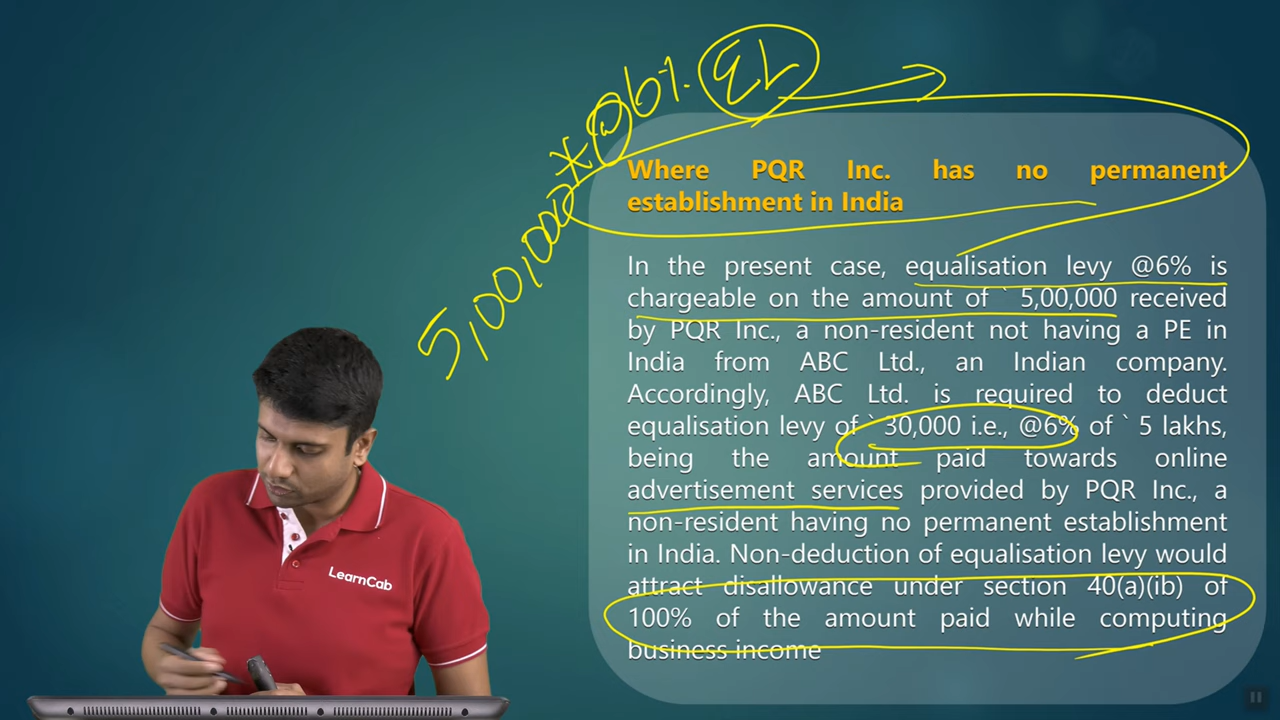 5,00,000 * @ 6% EL
Where PQR Inc. has no permanent
establishment in India
In the present case, equalisation levy @6% is
chargeable on the amount of ` 5,00,000 received
by PQR Inc., a non-resident not having a PE in
India from ABC Ltd., an Indian company.
Accordingly, ABC Ltd. is required to deduct
equalisation levy of ` 30,000 i.e., @6% of ` 5 lakhs,
being the amount paid towards online
advertisement services provided by PQR Inc., a
non-resident having no permanent establishment
in India. Non-deduction of equalisation levy would
attract disallowance under section 40(a)(ib) of
100% of the amount paid while computing
business income
LearnCab